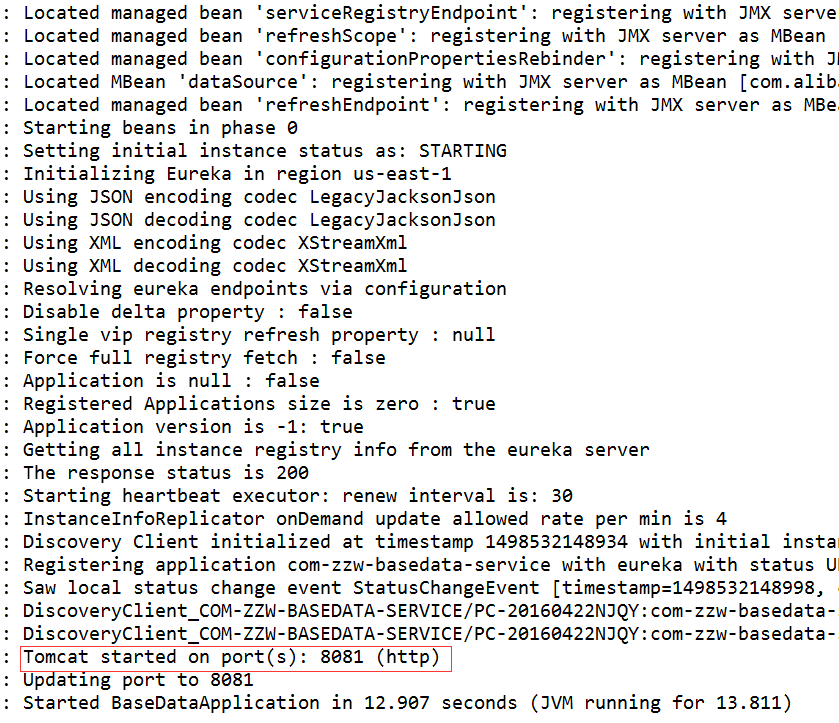 : Located managed bean 'serviceRegistryEndpoint': registering with JMX serve
: Located managed bean 'refreshScope': registering with JMX server as MBean
: Located managed bean 'configurationPropertiesRebinder': registering with JM
: Located MBean 'dataSource': registering with JMX server as MBean [com.aliba
: Located managed bean 'refreshEndpoint': registering with JMX server as MBea
: Starting beans in phase 0
: Setting initial instance status as: STARTING
: Initializing Eureka in region us-east-1
: Using JSON encoding codec LegacyJacksonJson
: Using JSON decoding codec LegacyJacksonJson
: Using XML encoding codec XStreamXml
: Using XML decoding codec XStreamXml
: Resolving eureka endpoints via configuration
: Disable delta property : false
: Single vip registry refresh property : null
: Force full registry fetch : false
: Application is null : false
: Registered Applications size is zero : true
: Application version is -1: true
: Getting all instance registry info from the eureka server
: The response status is 200
: Starting heartbeat executor: renew interval is: 30
: InstanceInfoReplicator onDemand update allowed rate per min is 4
: Discovery Client initialized at timestamp 1498532148934 with initial instan
: Registering application com-zzw-basedata-service with eureka with status U
: Saw local status change event StatusChangeEvent [timestamp=1498532148998,
: DiscoveryClient_COM-ZZW-BASEDATA-SERVICE/PC-20160422NJQY:com-zzw-basedata-
: DiscoveryClient_COM-ZZW-BASEDATA-SERVICE/PC-20160422NJQY:com-zzw-basedata-
: Tomcat started on port(s): 8081 (http)
: Updating port to 8081
: Started BaseDataApplication in 12.907 seconds (JVM running for 13.811)